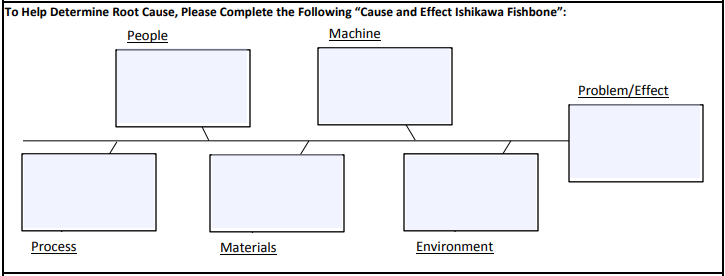 To Help Determine Root Cause, Please Complete the Following “Cause and Effect Ishikawa Fishbone”:
People
Machine
Problem/Effect
Process
Materials
Environment